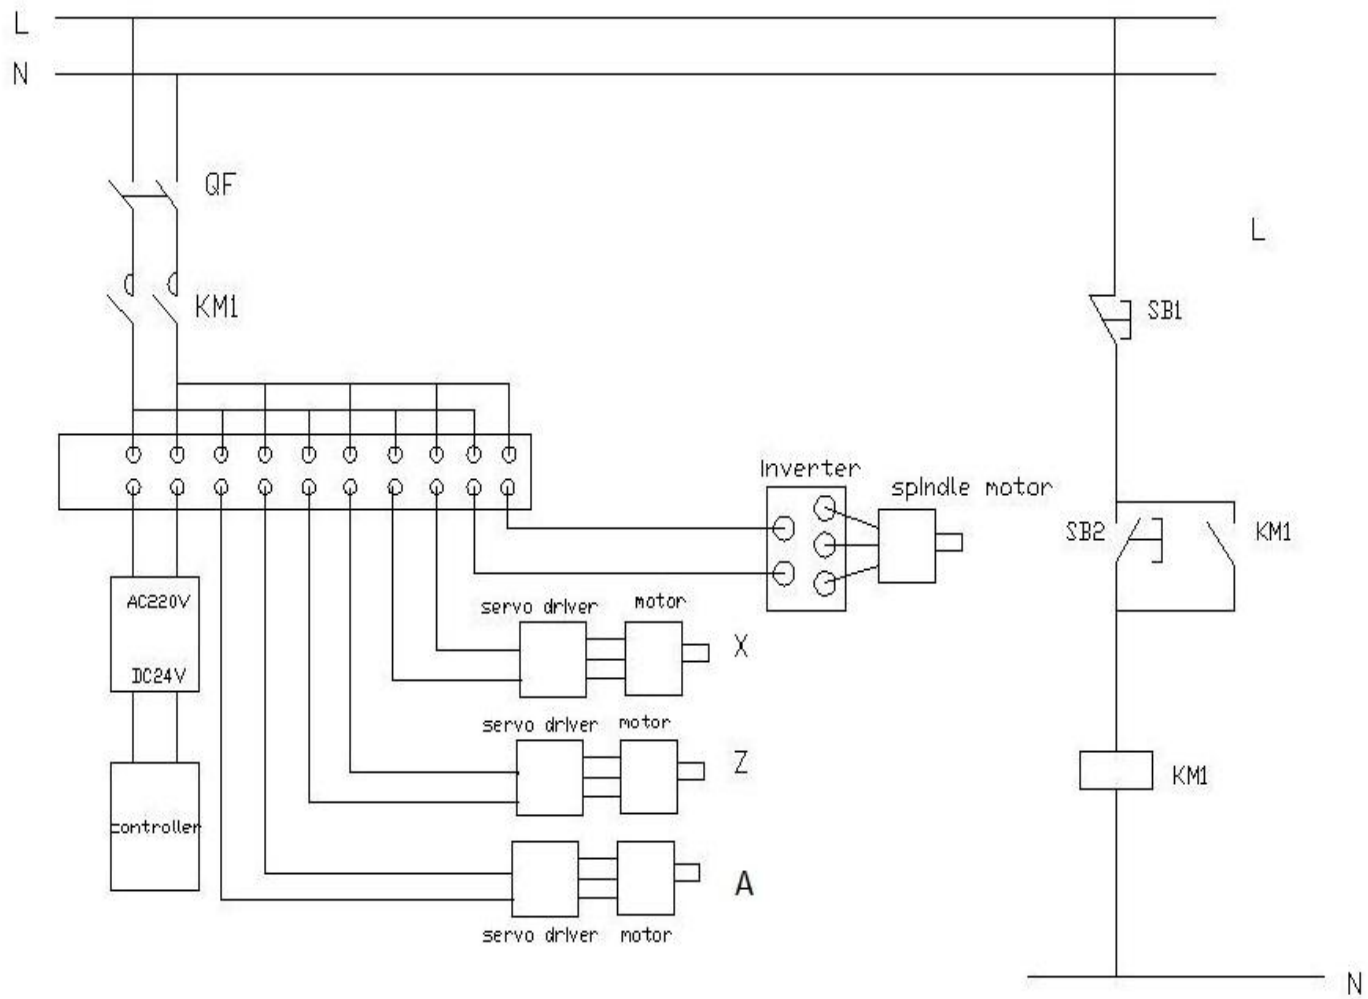 L
N
QF
L
KM1
SB1
Inverter
spIndle motor
SB2
KM1
AC220V
servo drIver
motor
X
DC24V
servo drIver
motor
Z
KM1
controller
A
servo drIver
motor
N